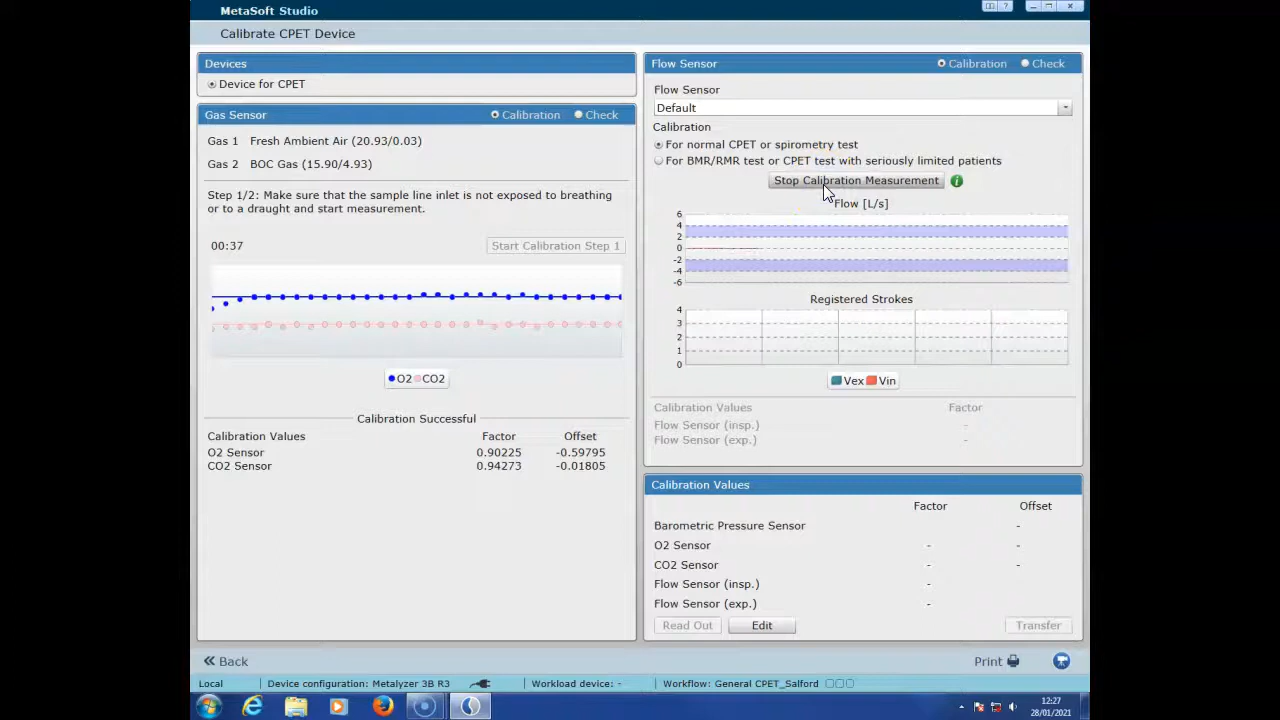 MetaSoft Studio
?
Calibrate CPET Device
Devices
Device for CPET
Gas Sensor
Calibration
Check
Gas 1 Fresh Ambient Air (20.93/0.03)
Gas 2 BOC Gas (15.90/4.93)
Step 1/2: Make sure that the sample line inlet is not exposed to breathing
or to a draught and start measurement.
00:37
Start Calibration Step 1
O2 CO2
Calibration Successful
Calibration Values Factor Offset
O2 Sensor 0.90225 -0.59795
CO2 Sensor 0.94273 -0.01805
Flow Sensor
Calibration
Check
Flow Sensor
Default
Calibration
For normal CPET or spirometry test
For BMR/RMR test or CPET test with seriously limited patients
Stop Calibration Measurement
i
Flow [L/s]
6
4
2
0
-2
-4
-6
Registered Strokes
4
3
2
1
0
Vex Vin
Calibration Values Factor
Flow Sensor (insp.) -
Flow Sensor (exp.) -
Calibration Values
Factor Offset
Barometric Pressure Sensor -
O2 Sensor - -
CO2 Sensor - -
Flow Sensor (insp.) -
Flow Sensor (exp.) -
Read Out
Edit
Transfer
Back
Print
Local
Device configuration: Metalyzer 3B R3
Workload device: -
Workflow: General CPET_Salford
12:27
28/01/2021